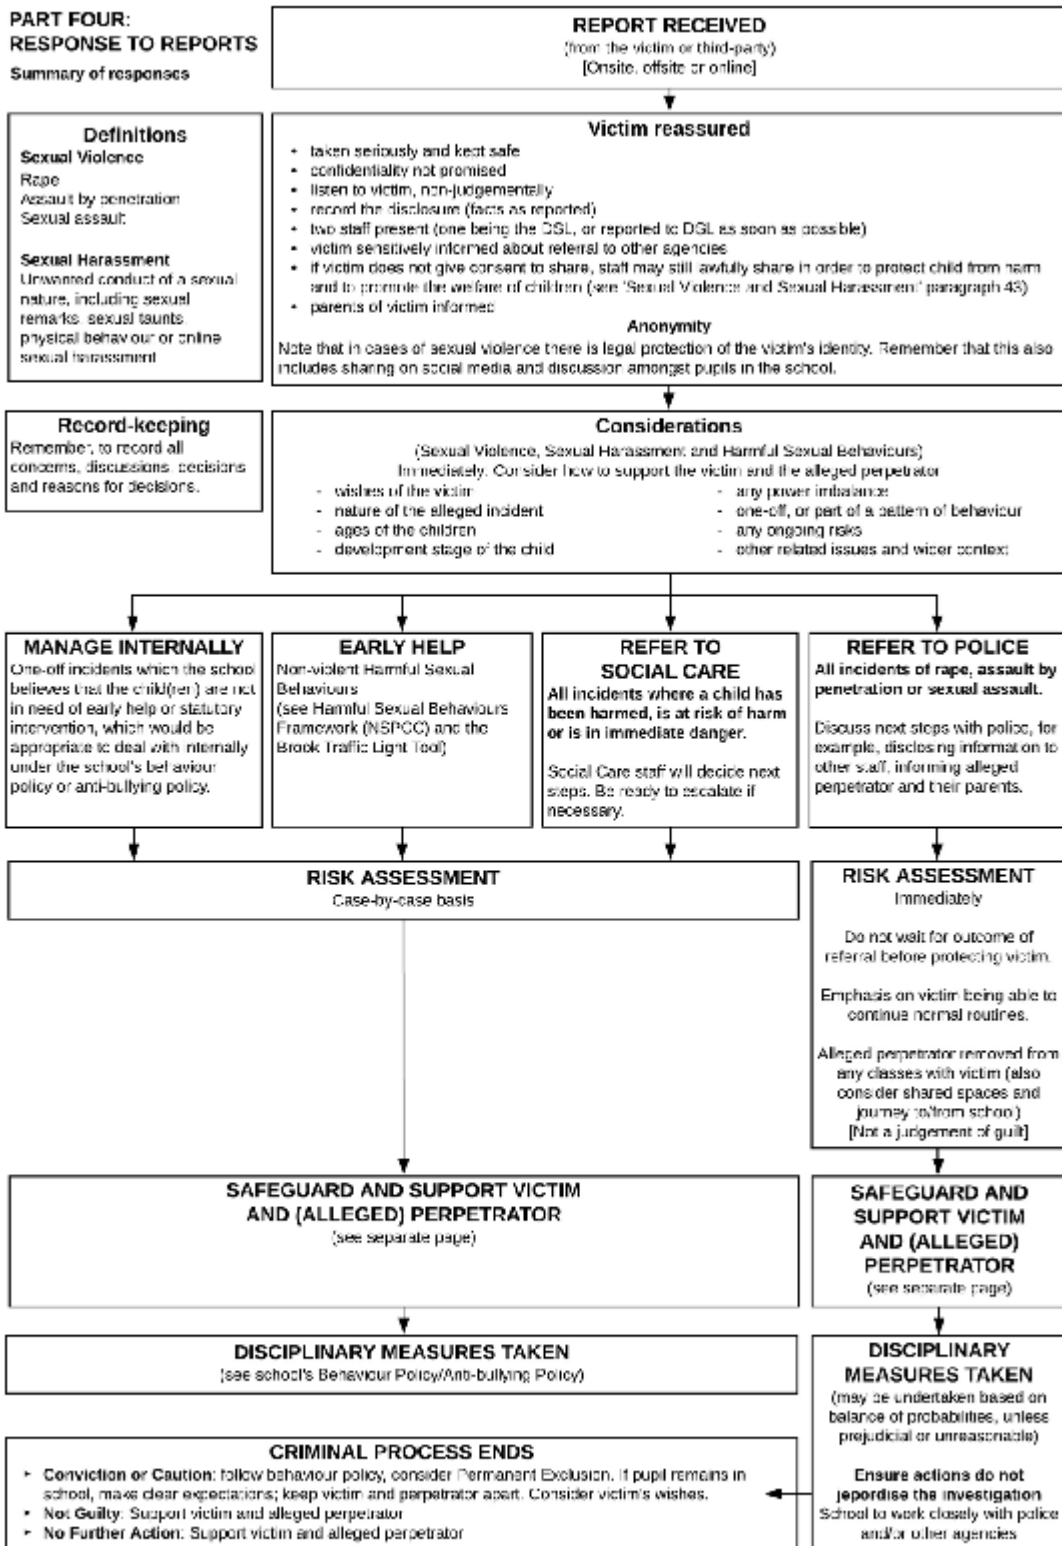 PART FOUR:
RESPONSE TO REPORTS
Summary of responses
REPORT RECEIVED
(from the victim or third-party)
[Onsite, offsite or online]
Definitions
Sexual Violence
Rape
Assault by penetration
Sexual assault
Sexual Harassment
Unwanted conduct of a sexual
nature, including sexual
remarks, sexual taunts,
physical behaviour or online
sexual harassment
Victim reassured
• taken seriously and kept safe
• confidentiality not promised
• listen to victim, non-judgementally
• record the disclosure (facts as reported)
• two staff present (one being the DSL, or reported to DSL as soon as possible)
• victim sensitively informed about referral to other agencies
• if victim does not give consent to share, staff may still lawfully share in order to protect child from harm
and to promote the welfare of children (see 'Sexual Violence and Sexual Harassment' paragraph 43)
• parents of victim informed
Anonymity
Note that in cases of sexual violence there is legal protection of the victim's identity. Remember that this also
includes sharing on social media and discussion amongst pupils in the school.
Record-keeping
Remember, to record all
concerns, discussions, decisions
and reasons for decisions.
Considerations
(Sexual Violence, Sexual Harassment and Harmful Sexual Behaviours)
Immediately: Consider how to support the victim and the alleged perpetrator
- wishes of the victim
- nature of the alleged incident
- ages of the children
- development stage of the child
- any power imbalance
- one-off, or part of a pattern of behaviour
- any ongoing risks
- other related issues and wider context
MANAGE INTERNALLY
One-off incidents which the school
believes that the child(ren) are not
in need of early help or statutory
intervention, which would be
appropriate to deal with internally
under the school's behaviour
policy or anti-bullying policy.
EARLY HELP
Non-violent Harmful Sexual
Behaviours
(see Harmful Sexual Behaviours
Framework (NSPCC) and the
Brook Traffic Light Tool)
REFER TO
SOCIAL CARE
All incidents where a child has
been harmed, is at risk of harm
or is in immediate danger.
Social Care staff will decide next
steps. Be ready to escalate if
necessary.
REFER TO POLICE
All incidents of rape, assault by
penetration or sexual assault.
Discuss next steps with police, for
example, disclosing information to
other staff, informing alleged
perpetrator and their parents.
RISK ASSESSMENT
Case-by-case basis
RISK ASSESSMENT
Immediately
Do not wait for outcome of
referral before protecting victim.
Emphasis on victim being able to
continue normal routines.
Alleged perpetrator removed from
any classes with victim (also
consider shared spaces and
journey to/from school)
[Not a judgement of guilt]
SAFEGUARD AND SUPPORT VICTIM
AND (ALLEGED) PERPETRATOR
(see separate page)
SAFEGUARD AND
SUPPORT VICTIM
AND (ALLEGED)
PERPETRATOR
(see separate page)
DISCIPLINARY MEASURES TAKEN
(see school's Behaviour Policy/Anti-bullying Policy)
DISCIPLINARY
MEASURES TAKEN
(may be undertaken based on
balance of probabilities, unless
prejudicial or unreasonable)
Ensure actions do not
jepordise the investigation
School to work closely with police
and/or other agencies
CRIMINAL PROCESS ENDS
▸ Conviction or Caution: follow behaviour policy, consider Permanent Exclusion. If pupil remains in
school, make clear expectations; keep victim and perpetrator apart. Consider victim's wishes.
▸ Not Guilty: Support victim and alleged perpetrator
▸ No Further Action: Support victim and alleged perpetrator